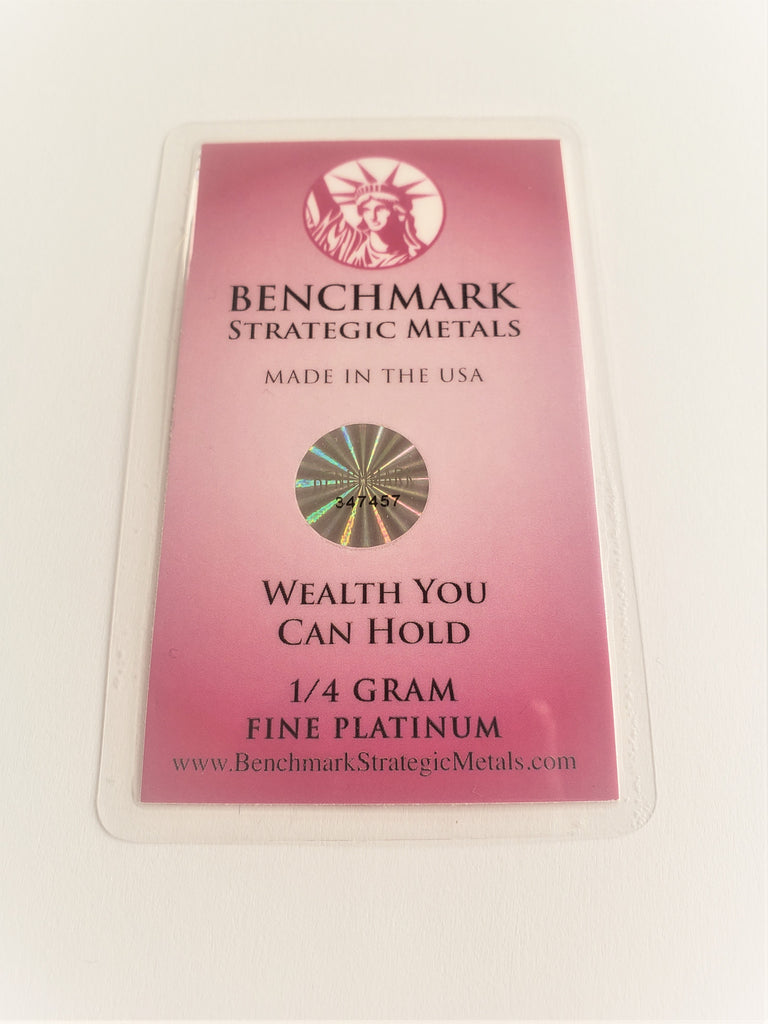 BENCHMARK
STRATEGIC METALS
MADE IN THE USA
BENCHMARK
347457
WEALTH YOU
CAN HOLD
1/4 GRAM
FINE PLATINUM
www.BenchmarkStrategicMetals.com